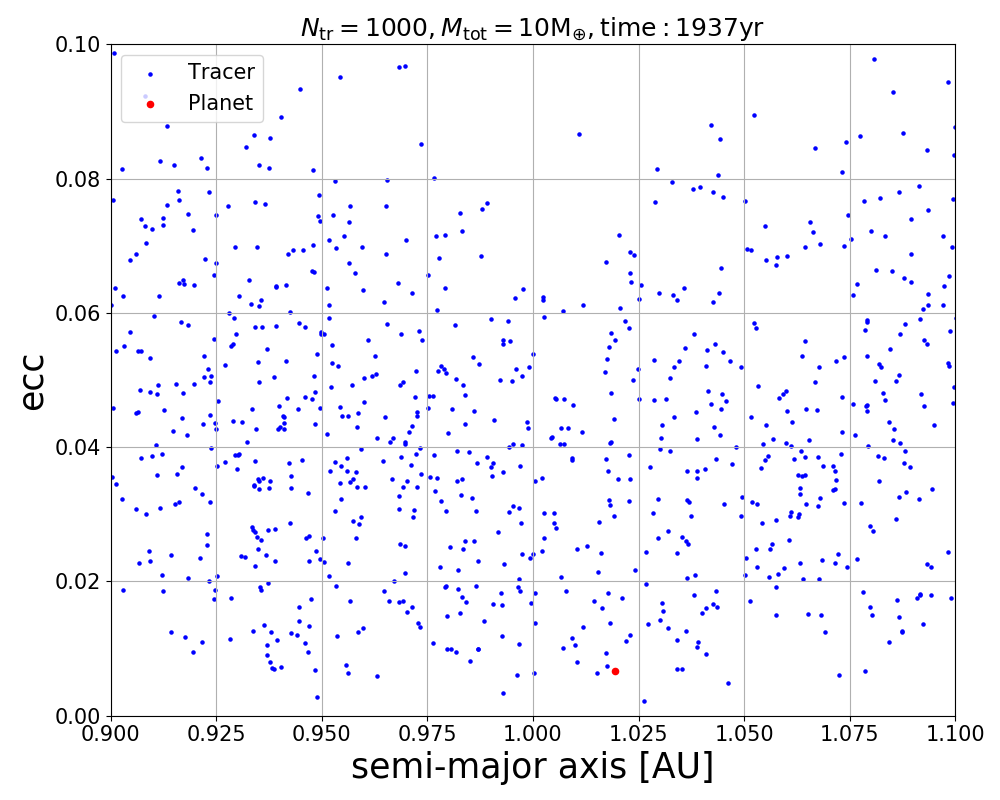 N_tr = 1000, M_tot = 10M_⊕, time : 1937yr
0.10
0.08
0.06
0.04
0.02
0.00
ecc
Tracer
Planet
0.900 0.925 0.950 0.975 1.000 1.025 1.050 1.075 1.100
semi-major axis [AU]